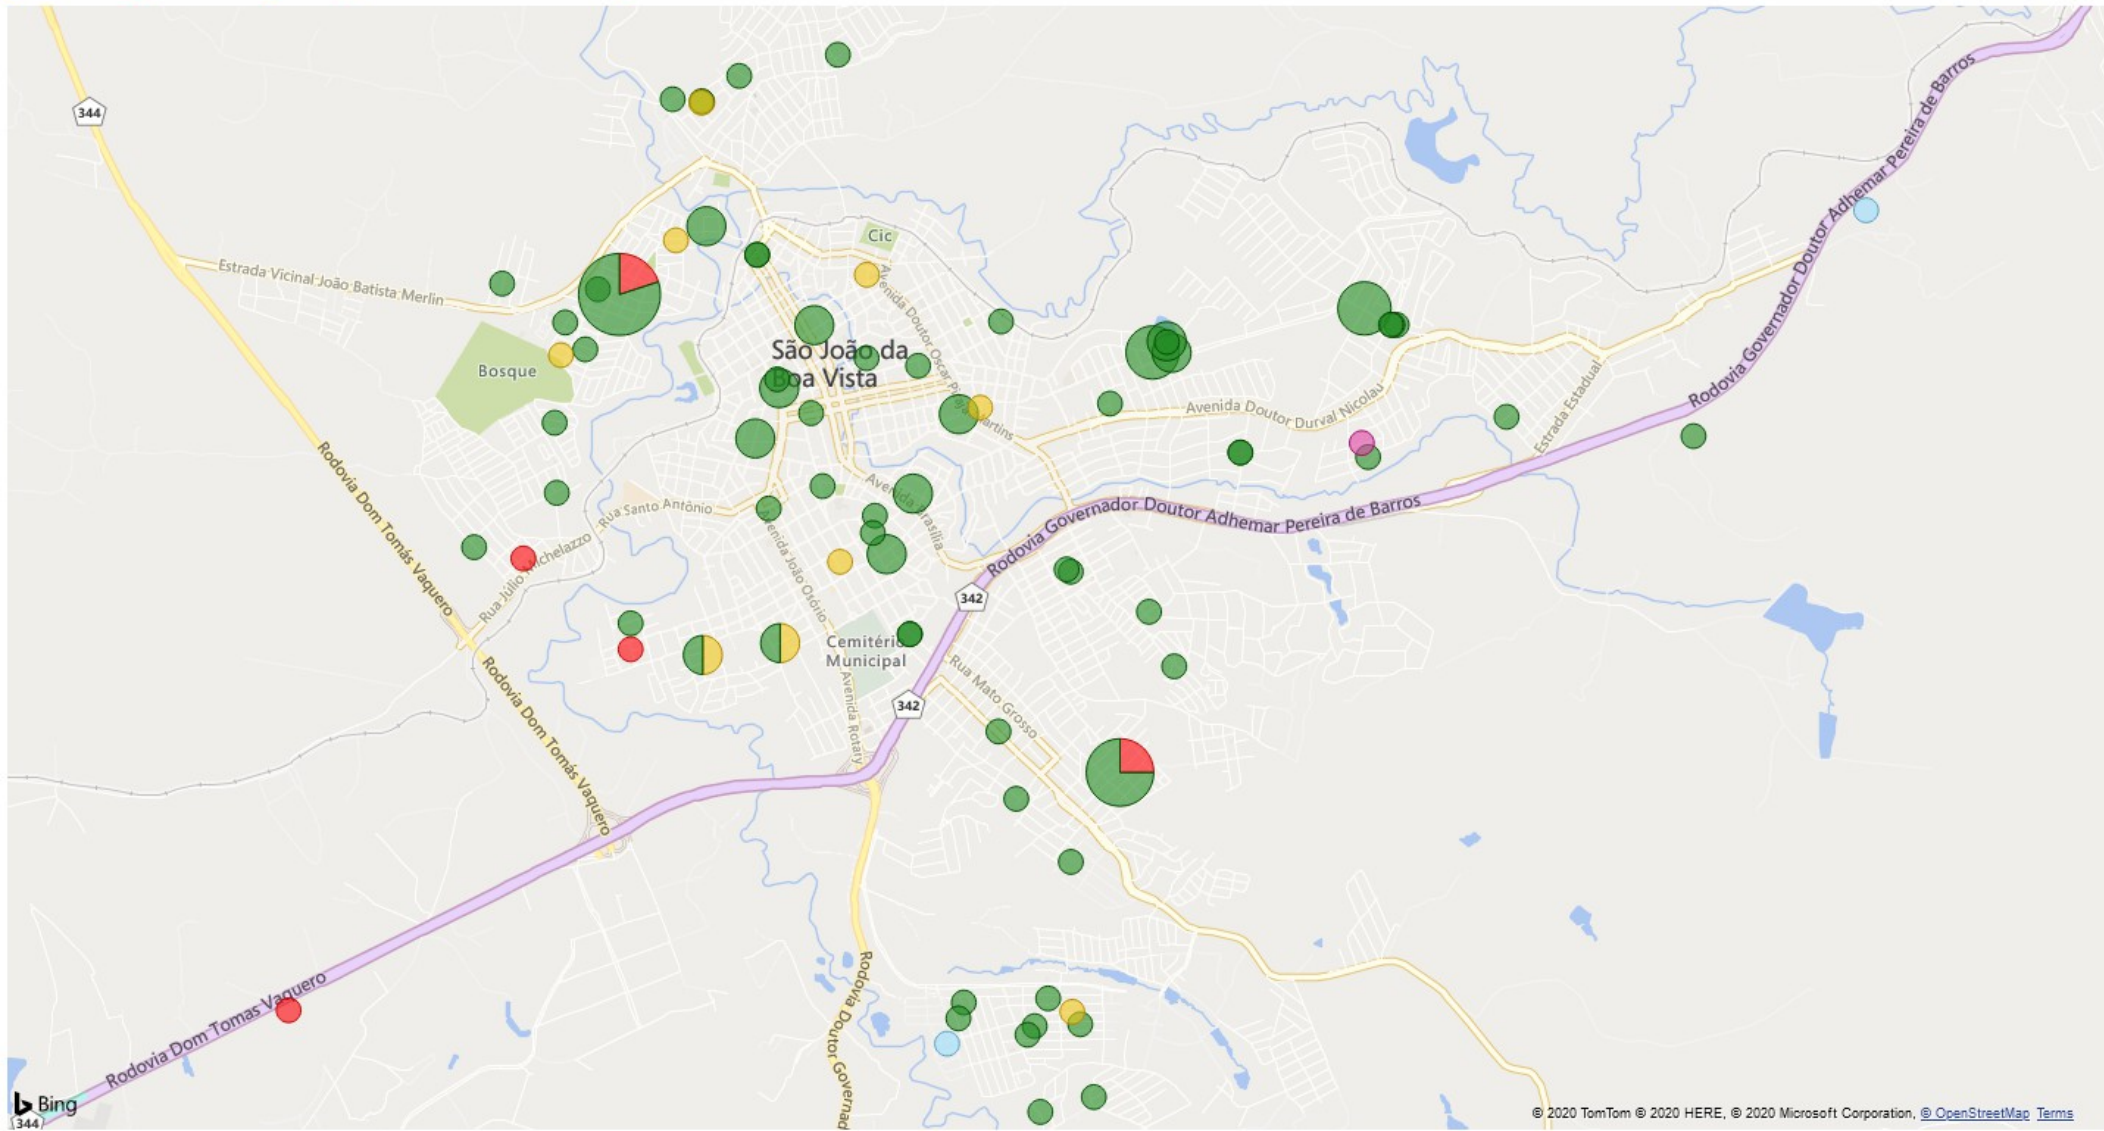 344
Rodovia Governador Doutor Adhemar Pereira de Barros
Cic
Estrada Vicinal João Batista Merlin
Avenida Doutor Oscar Pirajá Martins
São João da
Boa Vista
Bosque
Avenida Doutor Durval Nicolau
Estrada Estadual
Rodovia Dom Tomás Vaquero
Avenida Brasília
Rua Santo Antônio
Rodovia Governador Doutor Adhemar Pereira de Barros
Rua Júlio Michelazzo
Avenida João Osório
342
Cemitério
Municipal
Rodovia Dom Tomás Vaquero
Avenida Rotary
Rua Mato Grosso
342
Rodovia Dom Tomas Vaquero
Rodovia Doutor Governad
Bing
344
© 2020 TomTom © 2020 HERE, © 2020 Microsoft Corporation, © OpenStreetMap Terms